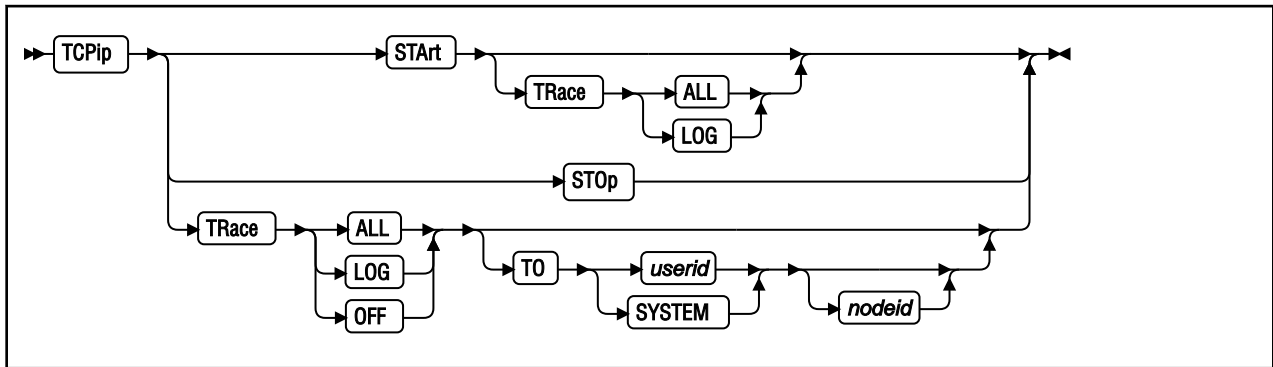 TCPip STArt
TRace ALL
LOG
STOp
TRace ALL
LOG TO userid
OFF SYSTEM nodeid